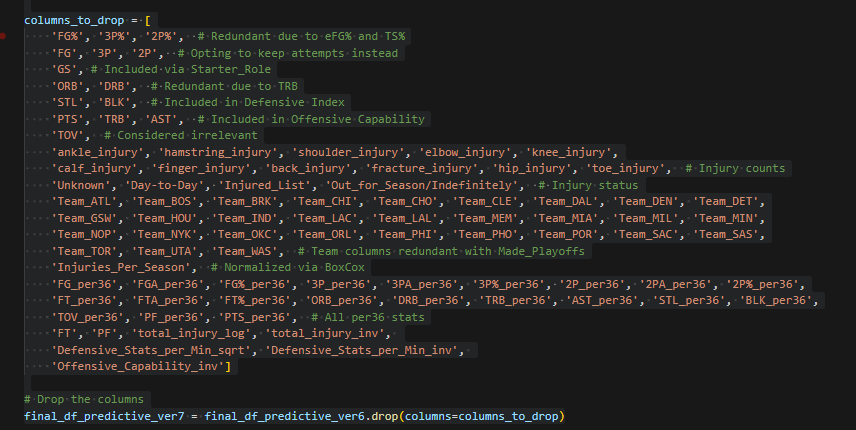 columns_to_drop = [
    'FG%', '3P%', '2P%',  # Redundant due to eFG% and TS%
    'FG', '3P', '2P',  # Opting to keep attempts instead
    'GS', # Included via Starter_Role
    'ORB', 'DRB',  # Redundant due to TRB
    'STL', 'BLK',  # Included in Defensive Index
    'PTS', 'TRB', 'AST',  # Included in Offensive Capability
    'TOV',  # Considered irrelevant
    'ankle_injury', 'hamstring_injury', 'shoulder_injury', 'elbow_injury', 'knee_injury',
    'calf_injury', 'finger_injury', 'back_injury', 'fracture_injury', 'hip_injury', 'toe_injury',  # Injury counts
    'Unknown', 'Day-to-Day', 'Injured_List', 'Out_for_Season/Indefinitely',  # Injury status
    'Team_ATL', 'Team_BOS', 'Team_BRK', 'Team_CHI', 'Team_CHO', 'Team_CLE', 'Team_DAL', 'Team_DEN', 'Team_DET',
    'Team_GSW', 'Team_HOU', 'Team_IND', 'Team_LAC', 'Team_LAL', 'Team_MEM', 'Team_MIA', 'Team_MIL', 'Team_MIN',
    'Team_NOP', 'Team_NYK', 'Team_OKC', 'Team_ORL', 'Team_PHI', 'Team_PHO', 'Team_POR', 'Team_SAC', 'Team_SAS',
    'Team_TOR', 'Team_UTA', 'Team_WAS',  # Team columns redundant with Made_Playoffs
    'Injuries_Per_Season',  # Normalized via BoxCox
    'FG_per36', 'FGA_per36', 'FG%_per36', '3P_per36', '3PA_per36', '3P%_per36', '2P_per36', '2PA_per36', '2P%_per36',
    'FT_per36', 'FTA_per36', 'FT%_per36', 'ORB_per36', 'DRB_per36', 'TRB_per36', 'AST_per36', 'STL_per36', 'BLK_per36',
    'TOV_per36', 'PF_per36', 'PTS_per36',  # All per36 stats
    'FT', 'PF', 'total_injury_log', 'total_injury_inv',
    'Defensive_Stats_per_Min_sqrt', 'Defensive_Stats_per_Min_inv',
    'Offensive_Capability_inv']
# Drop the columns
final_df_predictive_ver7 = final_df_predictive_ver6.drop(columns=columns_to_drop)